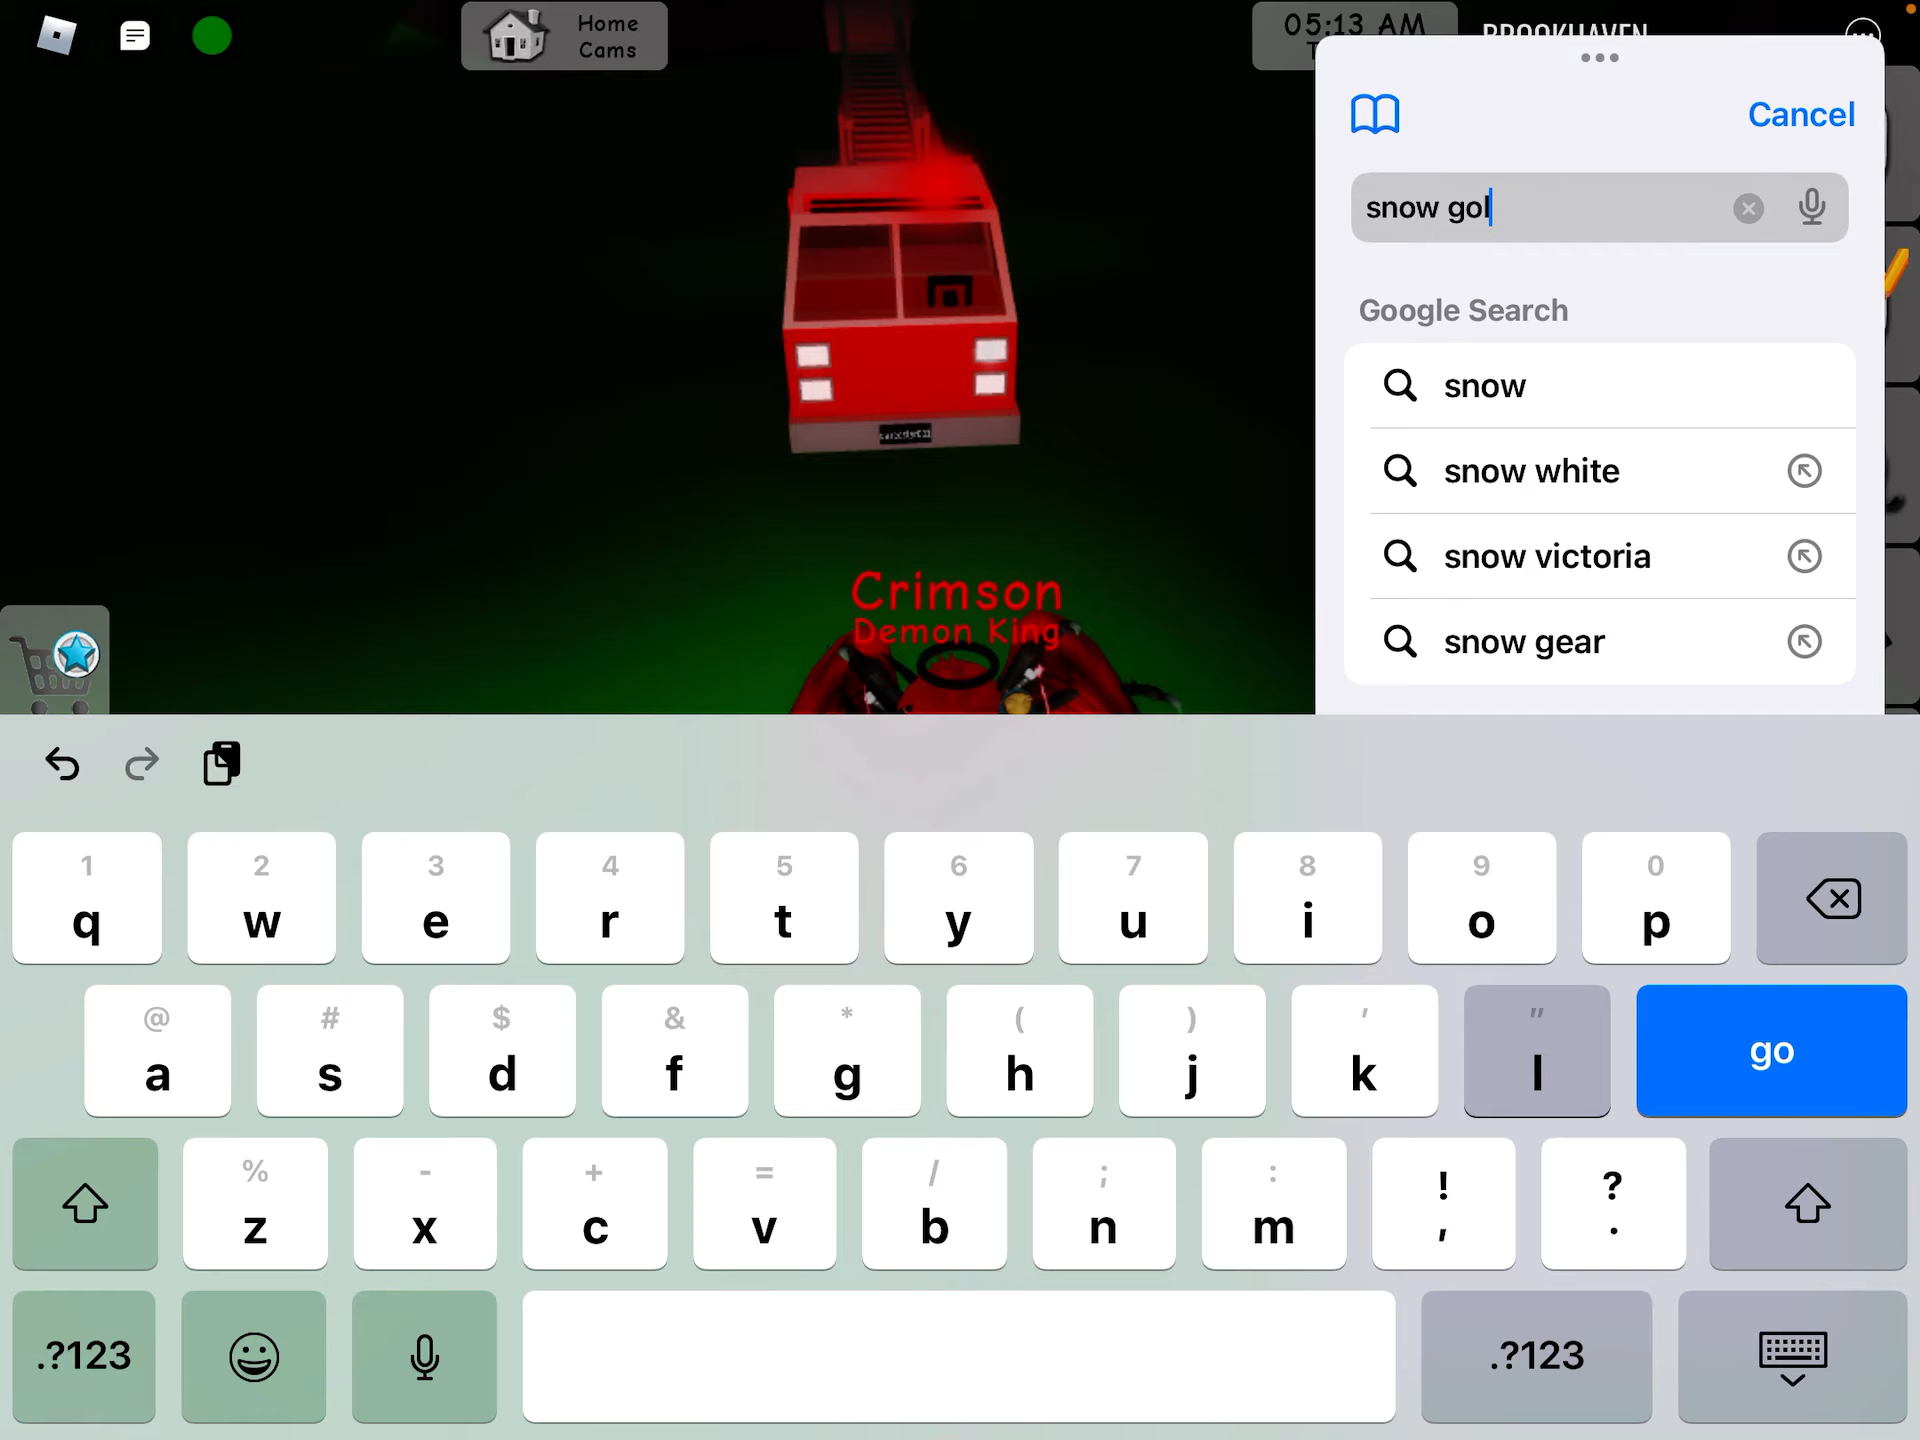 Home
Cams
05:13 AM
BROOKHAVEN
Cancel
snow gol
Google Search
snow
snow white
snow victoria
snow gear
Crimson
Demon King
1 2 3 4 5 6 7 8 9 0
q w e r t y u i o p
@ # $ & * ( ) ' "
a s d f g h j k l go
% - + = / ; : ! ?
z x c v b n m , .
.?123 .?123